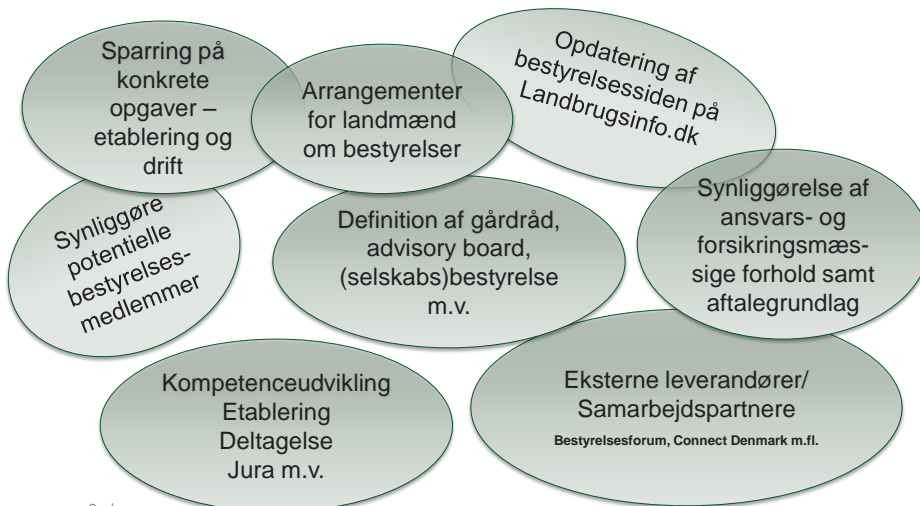 Sparring på
konkrete
opgaver –
etablering og
drift
Arrangementer
for landmænd
om bestyrelser
Opdatering af
bestyrelsessiden på
Landbrugsinfo.dk
Synliggøre
potentielle
bestyrelses-
medlemmer
Definition af gårdråd,
advisory board,
(selskabs)bestyrelse
m.v.
Synliggørelse af
ansvars- og
forsikringsmæs-
sige forhold samt
aftalegrundlag
Kompetenceudvikling
Etablering
Deltagelse
Jura m.v.
Eksterne leverandører/
Samarbejdspartnere
Bestyrelsesforum, Connect Denmark m.fl.